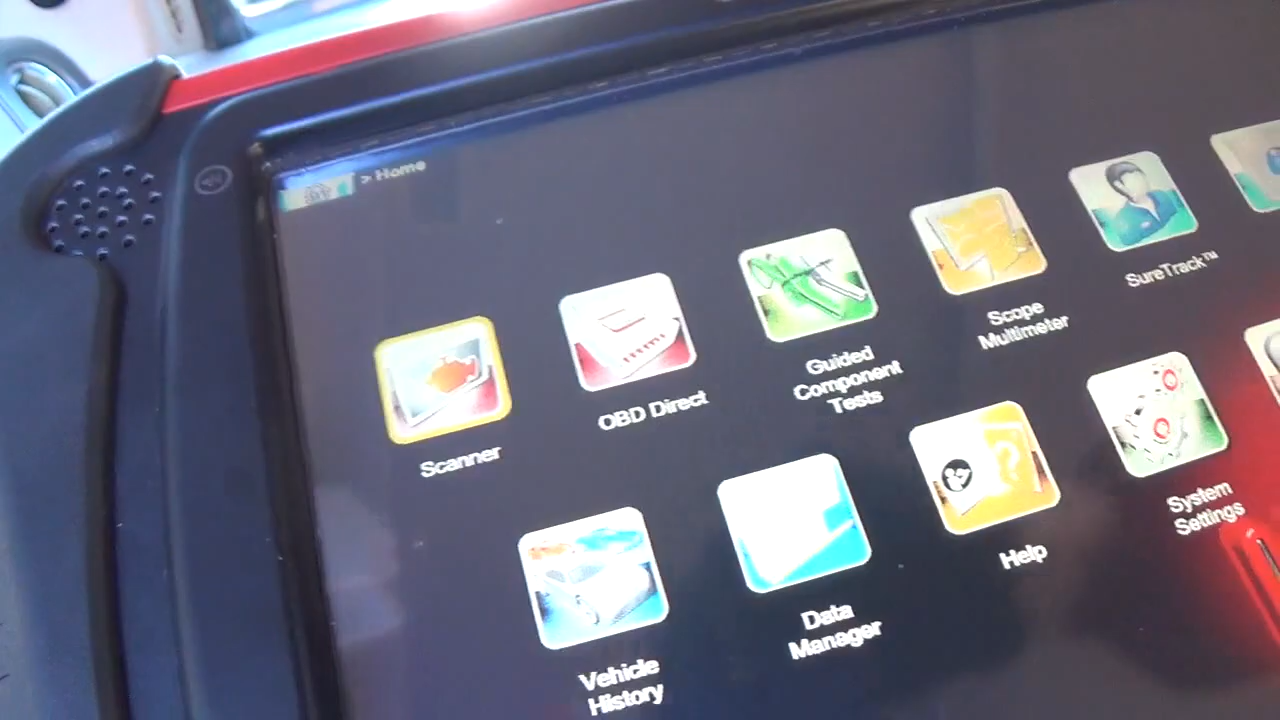 > Home
Scanner
OBD Direct
Guided
Component
Tests
Scope
Multimeter
SureTrack™
Vehicle
History
Data
Manager
Help
System
Settings